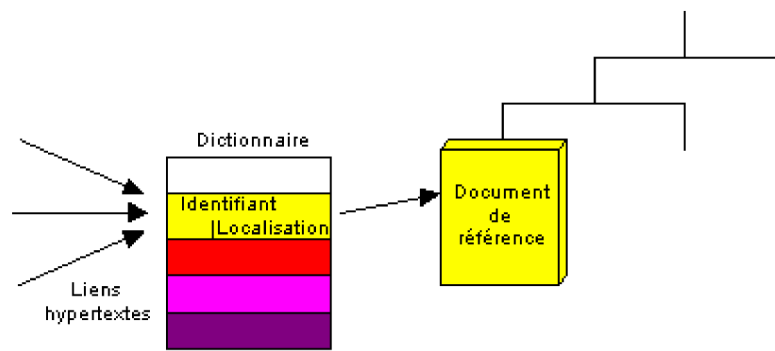 Dictionnaire
Identifiant
|Localisation
Liens
hypertextes
Document
de
référence